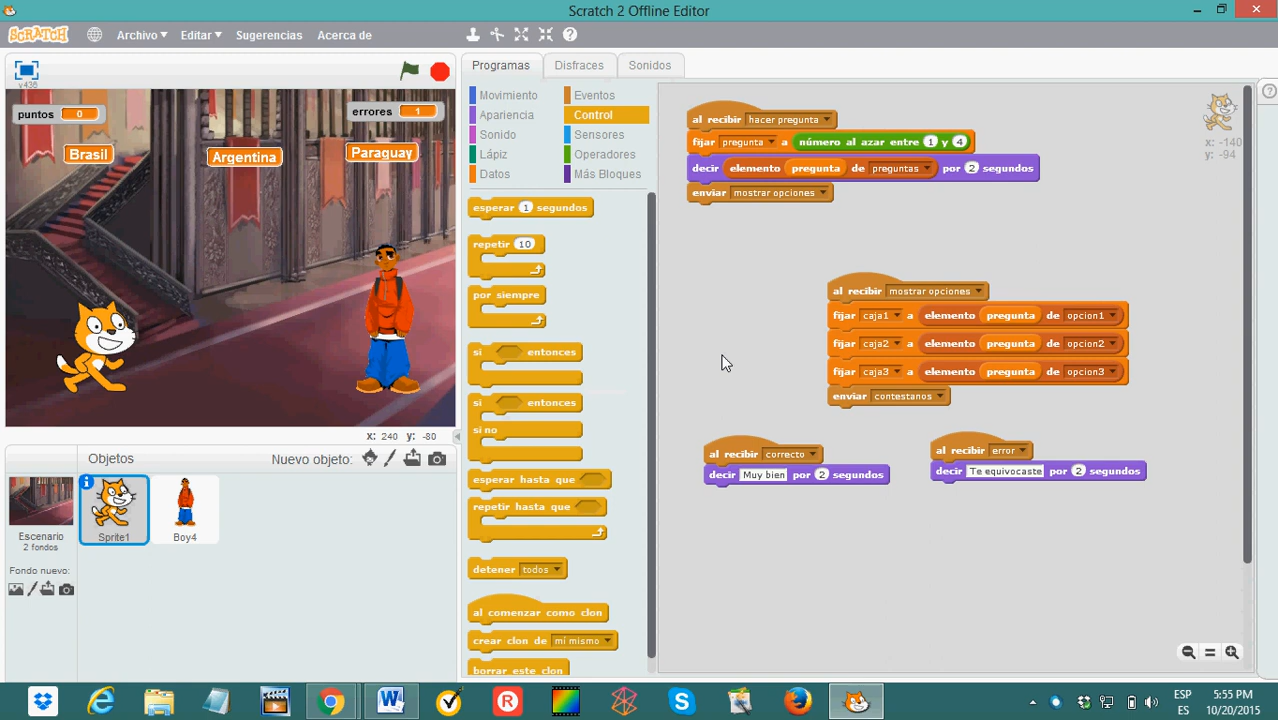 Scratch 2 Offline Editor
SCRATCH Archivo Editar Sugerencias Acerca de
v436
puntos 0
errores 1
Brasil
Argentina
Paraguay
x: 240 y: -80
Objetos Nuevo objeto:
Escenario
2 fondos
Fondo nuevo:
Sprite1
Boy4
Programas Disfraces Sonidos
Movimiento Eventos
Apariencia Control
Sonido Sensores
Lápiz Operadores
Datos Más Bloques
esperar 1 segundos
repetir 10
por siempre
si entonces
si entonces
si no
esperar hasta que
repetir hasta que
detener todos
al comenzar como clon
crear clon de mí mismo
borrar este clon
al recibir hacer pregunta
fijar pregunta a número al azar entre 1 y 4
decir elemento pregunta de preguntas por 2 segundos
enviar mostrar opciones
x: -140
y: -94
al recibir mostrar opciones
fijar caja1 a elemento pregunta de opcion1
fijar caja2 a elemento pregunta de opcion2
fijar caja3 a elemento pregunta de opcion3
enviar contestanos
al recibir correcto
decir Muy bien por 2 segundos
al recibir error
decir Te equivocaste por 2 segundos
ESP
ES
5:55 PM
10/20/2015